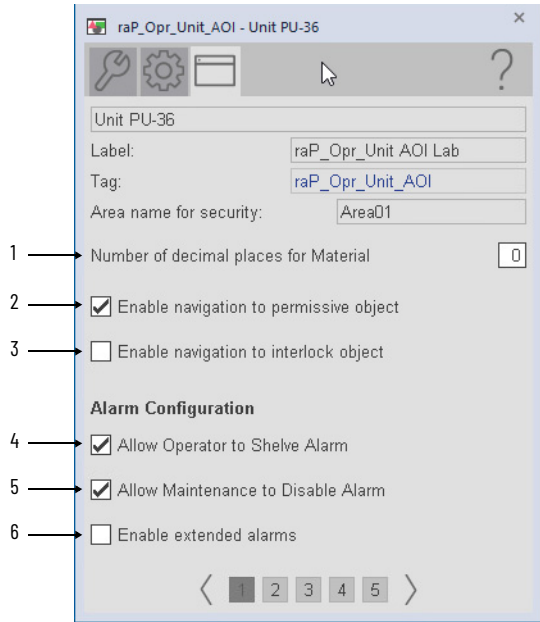 raP_Opr_Unit_AOI - Unit PU-36
×
?
Unit PU-36
Label: raP_Opr_Unit AOI Lab
Tag: raP_Opr_Unit_AOI
Area name for security: Area01
1 Number of decimal places for Material 0
2 Enable navigation to permissive object
3 Enable navigation to interlock object
Alarm Configuration
4 Allow Operator to Shelve Alarm
5 Allow Maintenance to Disable Alarm
6 Enable extended alarms
1 2 3 4 5